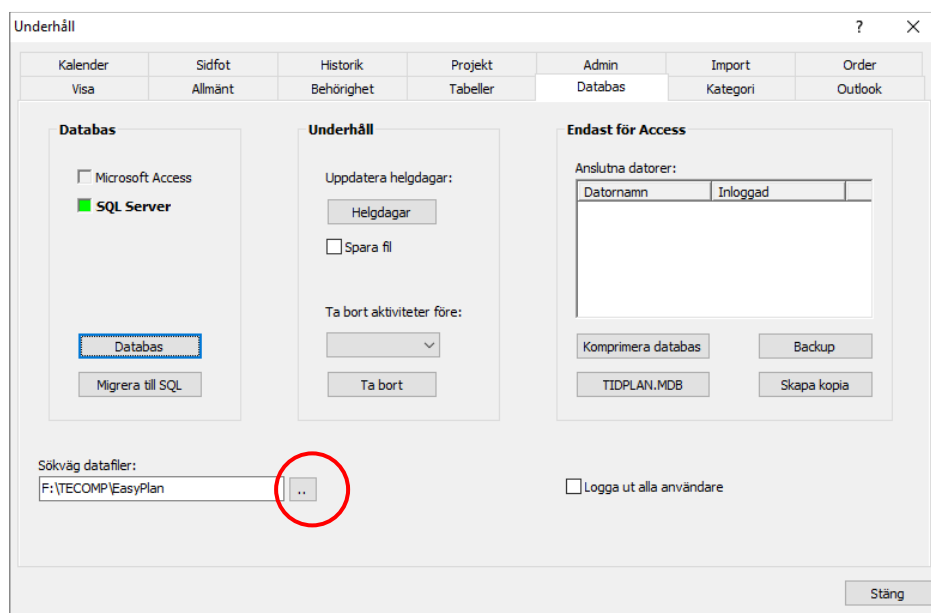 Underhåll
?
Kalender Sidfot Historik Projekt Admin Import Order
Visa Allmänt Behörighet Tabeller Databas Kategori Outlook
Databas
Microsoft Access
SQL Server
Databas
Migrera till SQL
Underhåll
Uppdatera helgdagar:
Helgdagar
Spara fil
Ta bort aktiviteter före:
Ta bort
Endast för Access
Anslutna datorer:
Datornamn Inloggad
Komprimera databas Backup
TIDPLAN.MDB Skapa kopia
Sökväg datafiler:
F:\TECOMP\EasyPlan ..
Logga ut alla användare
Stäng